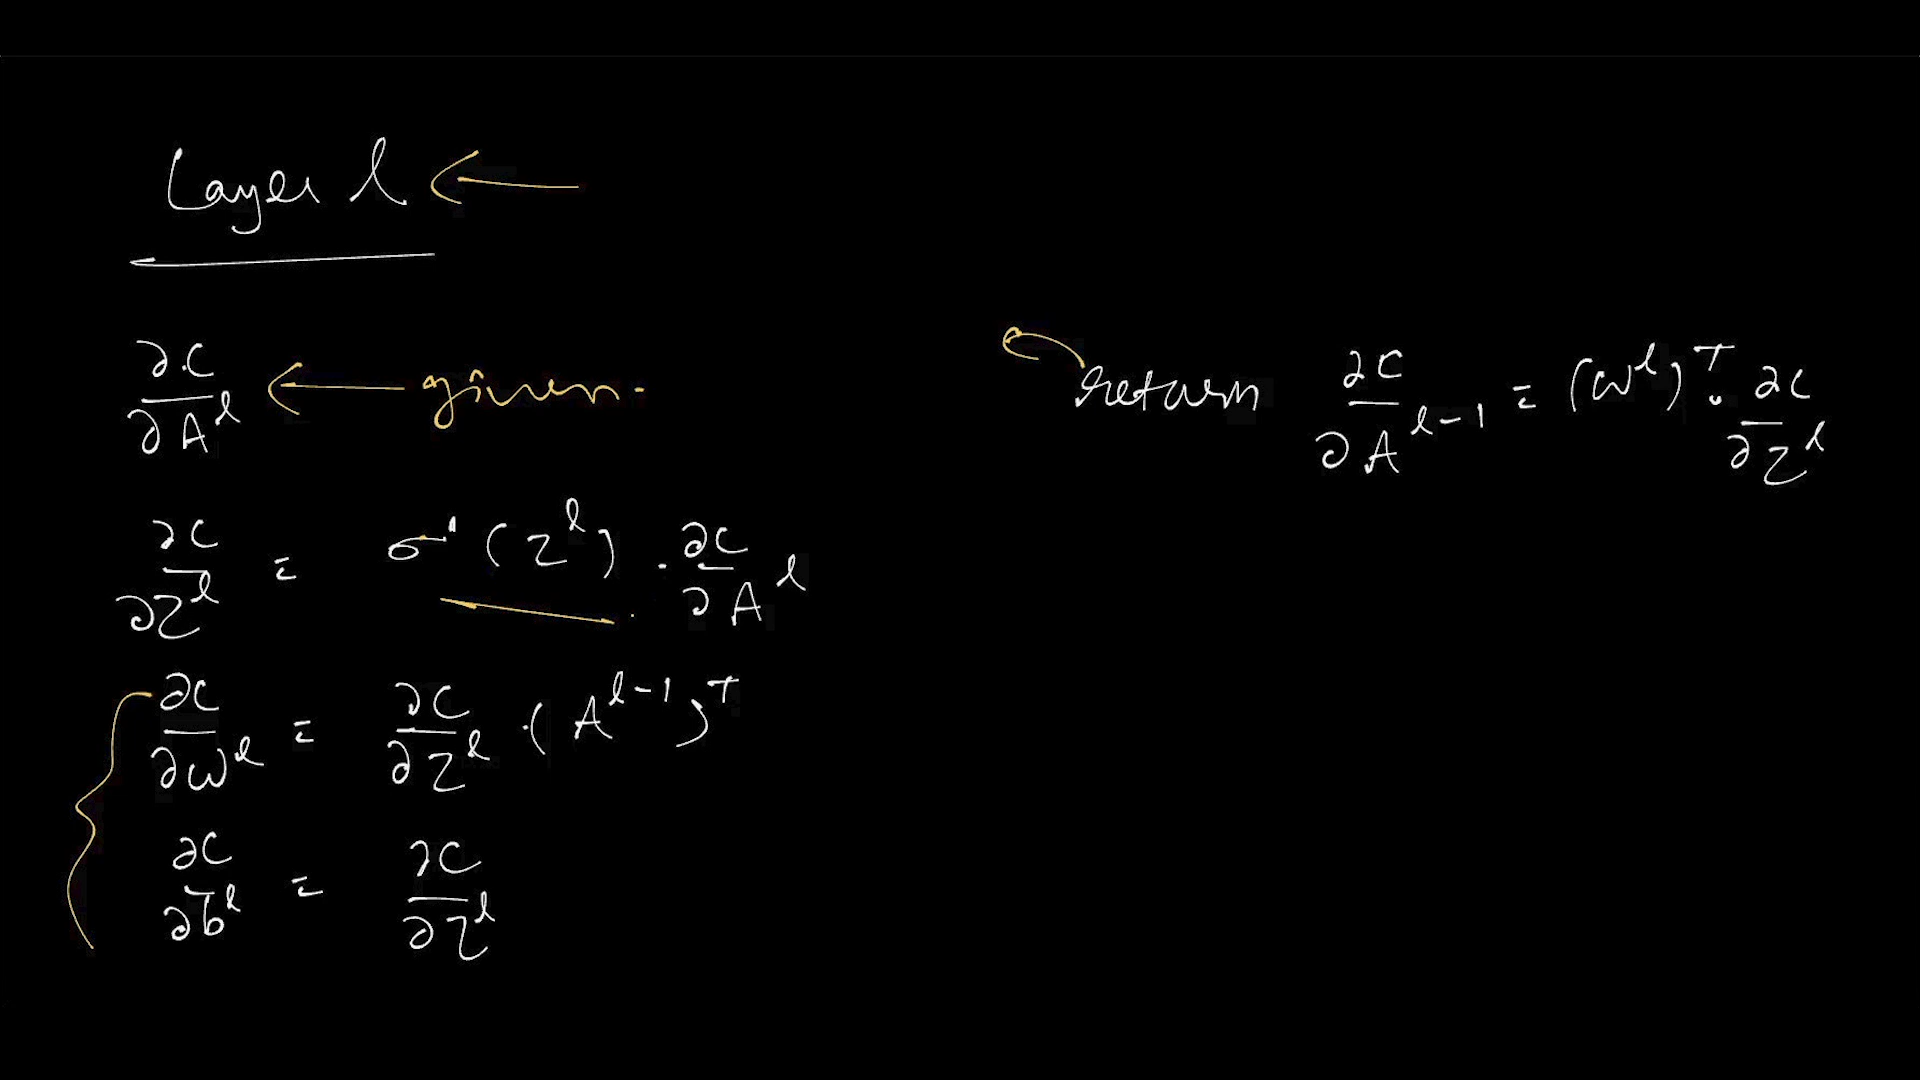 Layer l
∂C/∂A^l ← given.
∂C/∂Z^l = σ'(Z^l) · ∂C/∂A^l
∂C/∂W^l = ∂C/∂Z^l · (A^{l-1})^T
∂C/∂b^l = ∂C/∂Z^l
return ∂C/∂A^{l-1} = (W^l)^T · ∂C/∂Z^l